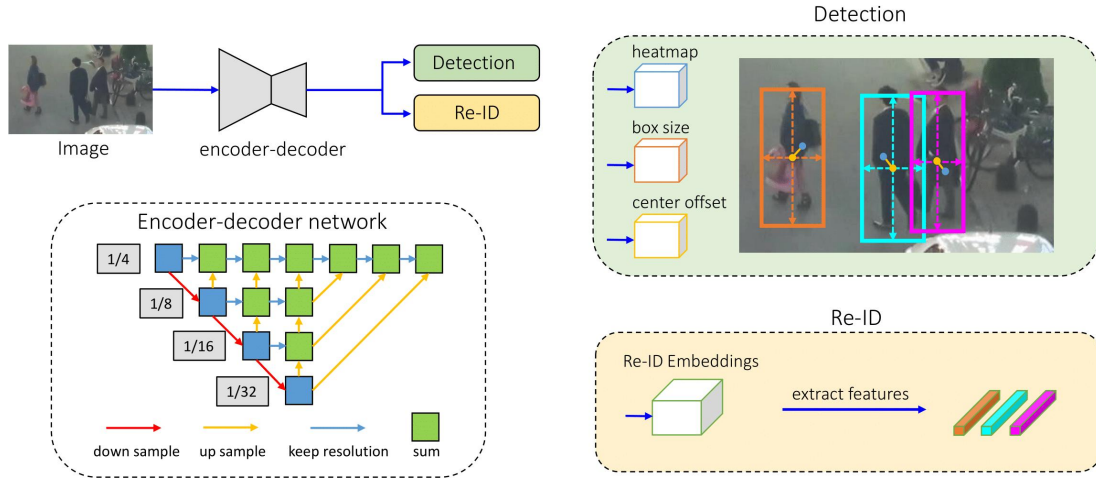 Image
encoder-decoder
Detection
Re-ID
Encoder-decoder network
1/4
1/8
1/16
1/32
down sample
up sample
keep resolution
sum
Detection
heatmap
box size
center offset
Re-ID
Re-ID Embeddings
extract features